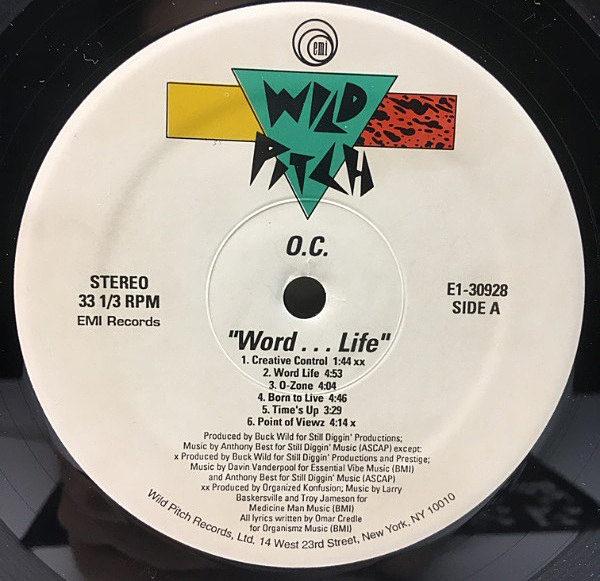 emi
WILD
PITCH
O.C.
STEREO
33 1/3 RPM
EMI Records
E1-30928
SIDE A
"Word . . . Life"
1. Creative Control 1:44 xx
2. Word Life 4:53
3. O-Zone 4:04
4. Born to Live 4:46
5. Time's Up 3:29
6. Point of Viewz 4:14 x
Produced by Buck Wild for Still Diggin' Productions;
Music by Anthony Best for Still Diggin' Music (ASCAP) except:
x Produced by Buck Wild for Still Diggin' Productions and Prestige;
Music by Davin Vanderpool for Essential Vibe Music (BMI)
and Anthony Best for Still Diggin' Music (ASCAP)
xx Produced by Organized Konfusion; Music by Larry
Baskerville and Troy Jameson for
Medicine Man Music (BMI)
All lyrics written by Omar Credle
for Organismz Music (BMI)
Wild Pitch Records, Ltd. 14 West 23rd Street, New York, NY 10010